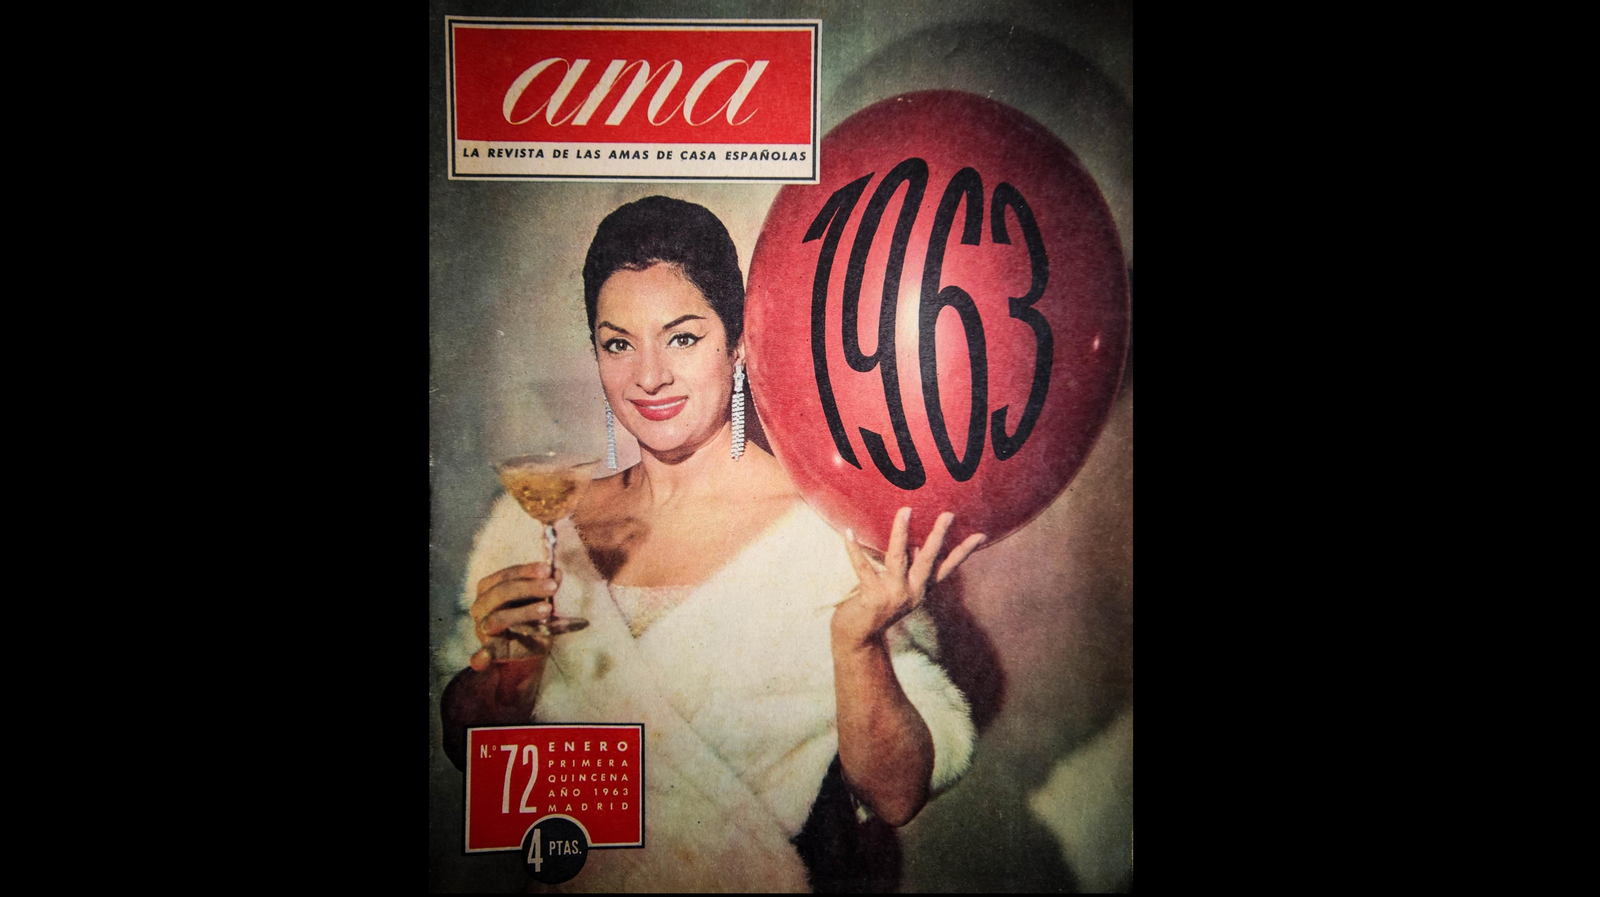 ama
LA REVISTA DE LAS AMAS DE CASA ESPAÑOLAS
1963
N.º 72
ENERO
PRIMERA
QUINCENA
AÑO 1963
MADRID
4 PTAS.